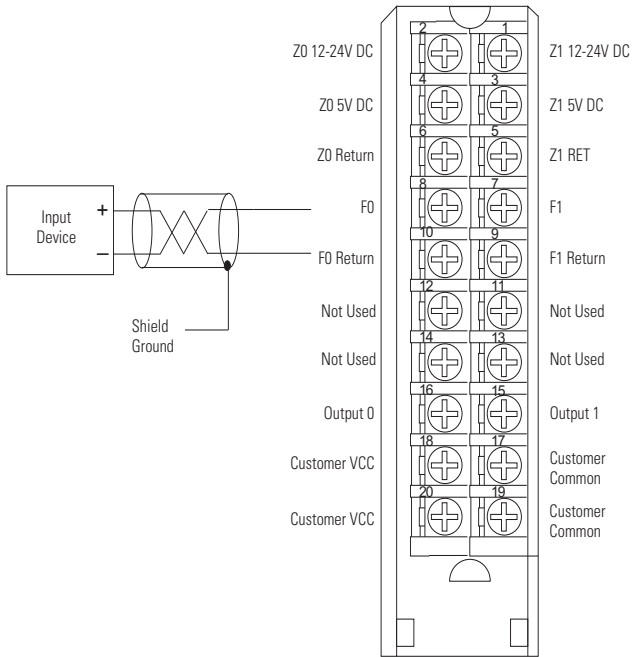 2 1
Z0 12-24V DC Z1 12-24V DC
4 3
Z0 5V DC Z1 5V DC
6 5
Z0 Return Z1 RET
8 7
Input
Device
+
–
F0 F1
10 9
F0 Return F1 Return
12 11
Not Used Not Used
Shield
Ground
14 13
Not Used Not Used
16 15
Output 0 Output 1
18 17
Customer VCC Customer
Common
20 19
Customer VCC Customer
Common